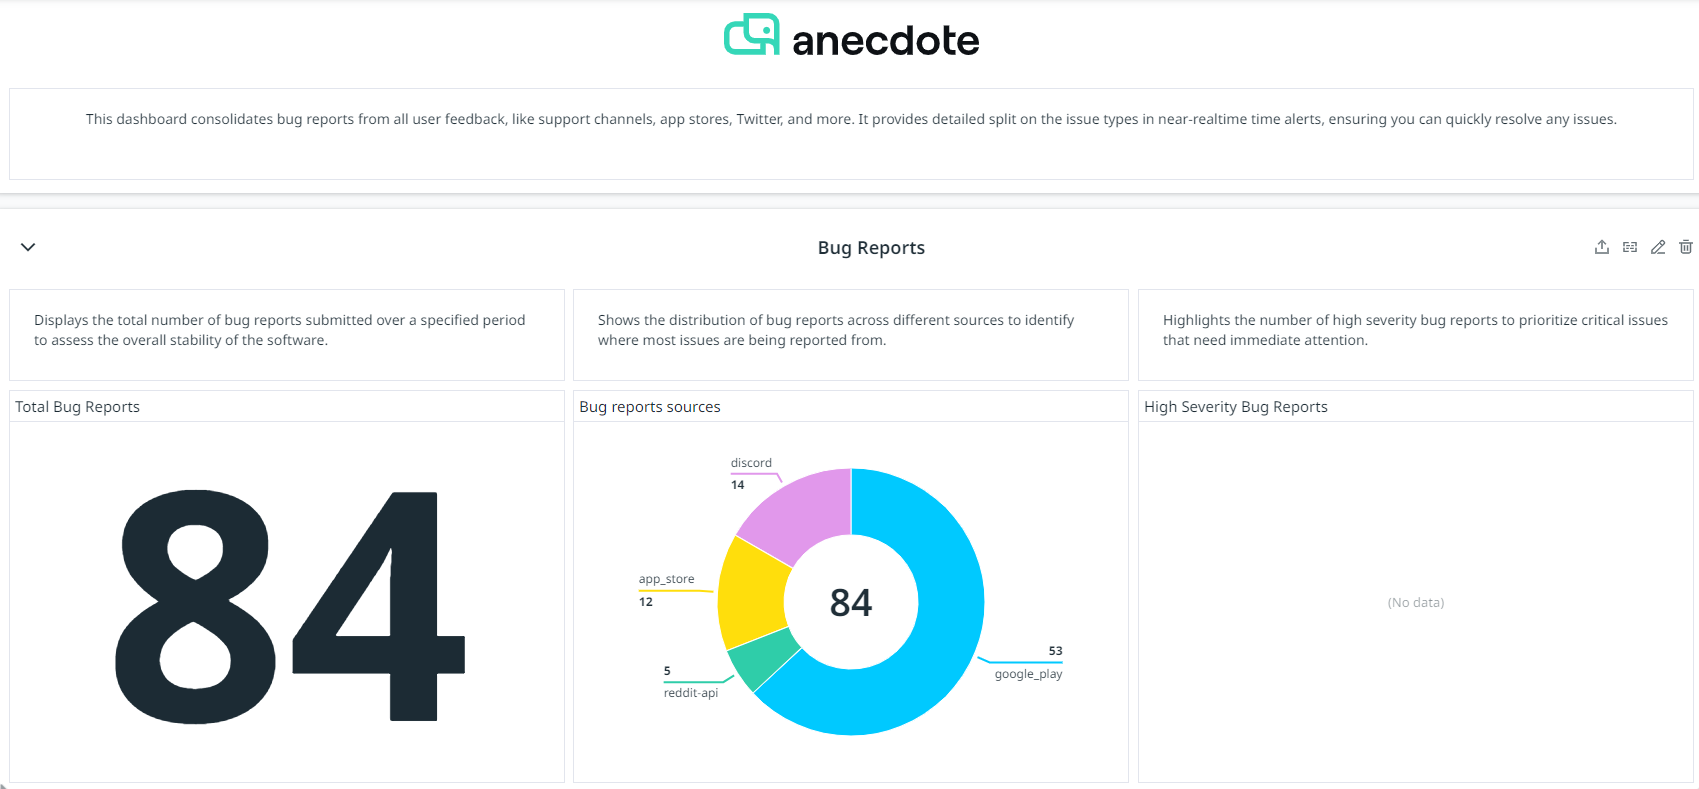 anecdote
This dashboard consolidates bug reports from all user feedback, like support channels, app stores, Twitter, and more. It provides detailed split on the issue types in near-realtime time alerts, ensuring you can quickly resolve any issues.
Bug Reports
Displays the total number of bug reports submitted over a specified period
to assess the overall stability of the software.
Shows the distribution of bug reports across different sources to identify
where most issues are being reported from.
Highlights the number of high severity bug reports to prioritize critical issues
that need immediate attention.
Total Bug Reports
84
Bug reports sources
discord
14
app_store
12
5
reddit-api
84
53
google_play
High Severity Bug Reports
(No data)